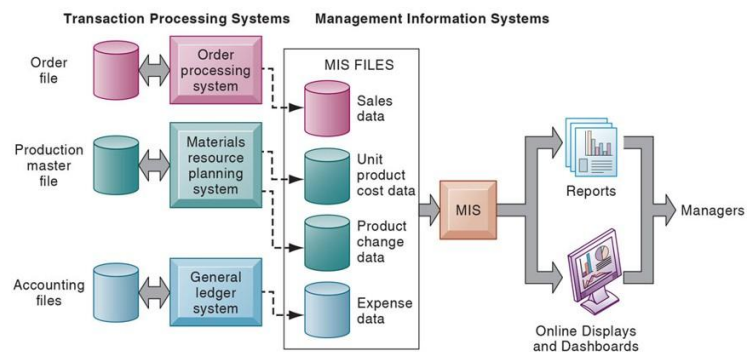 Transaction Processing Systems
Management Information Systems
Order
file
Order
processing
system
MIS FILES
Sales
data
Production
master
file
Materials
resource
planning
system
Unit
product
cost data
Product
change
data
MIS
Reports
Managers
Accounting
files
General
ledger
system
Expense
data
Online Displays
and Dashboards